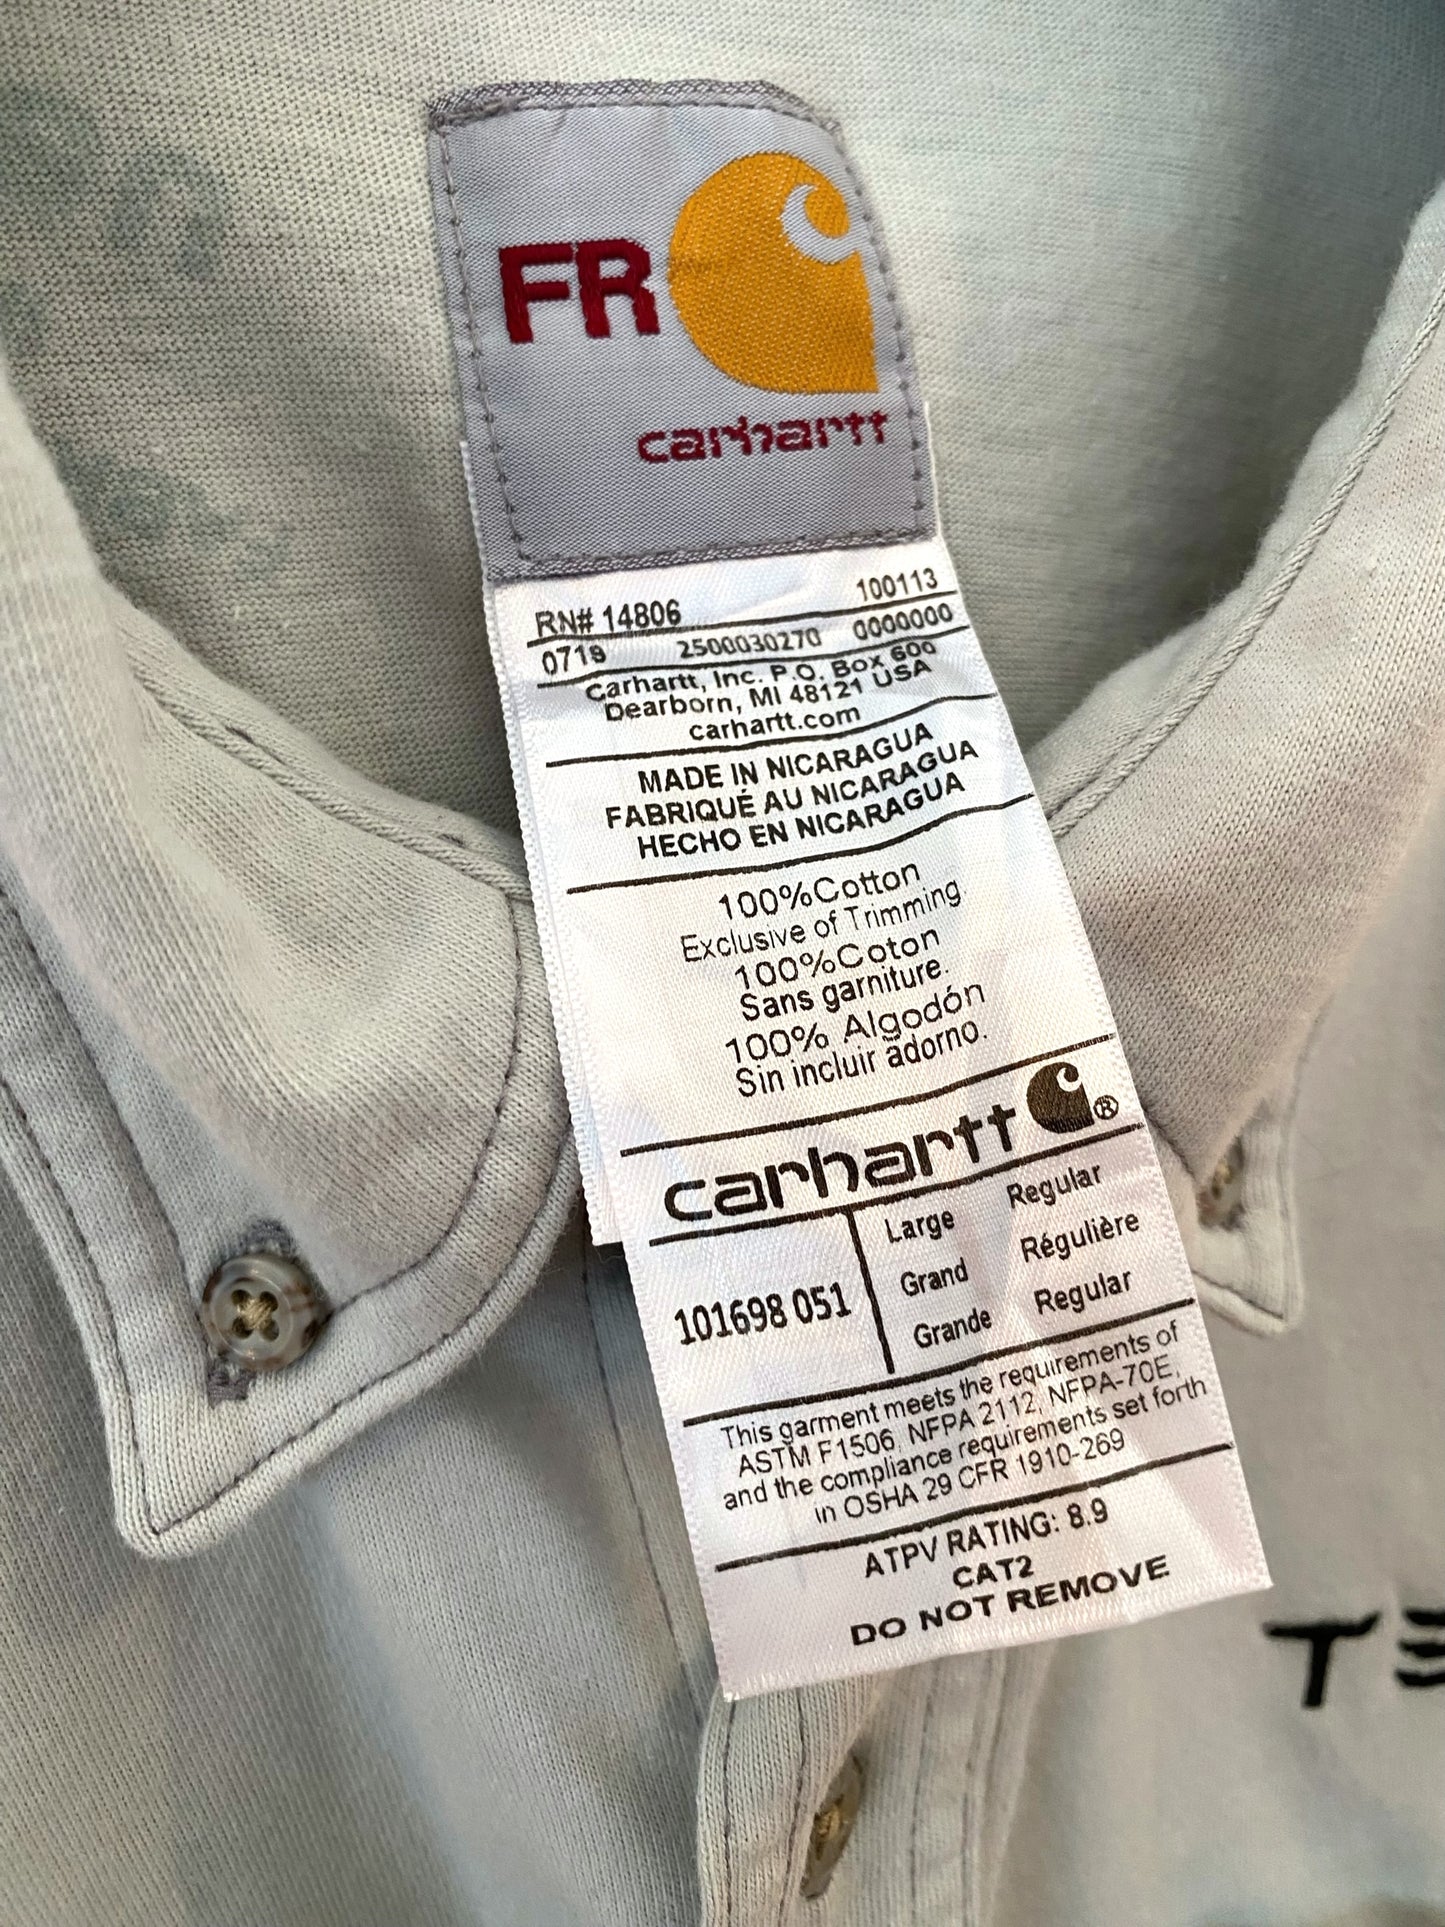 FR
carhartt
RN# 14806 100113
0719 2500030270 0000000
Carhartt, Inc. P.O. Box 600
Dearborn, MI 48121 USA
carhartt.com
MADE IN NICARAGUA
FABRIQUÉ AU NICARAGUA
HECHO EN NICARAGUA
100%Cotton
Exclusive of Trimming.
100%Coton
Sans garniture.
100% Algodón
Sin incluir adorno.
carhartt ®
101698 051
Large Regular
Grand Régulière
Grande Regular
This garment meets the requirements of
ASTM F1506, NFPA 2112, NFPA-70E,
and the compliance requirements set forth
in OSHA 29 CFR 1910-269
ATPV RATING: 8.9
CAT2
DO NOT REMOVE